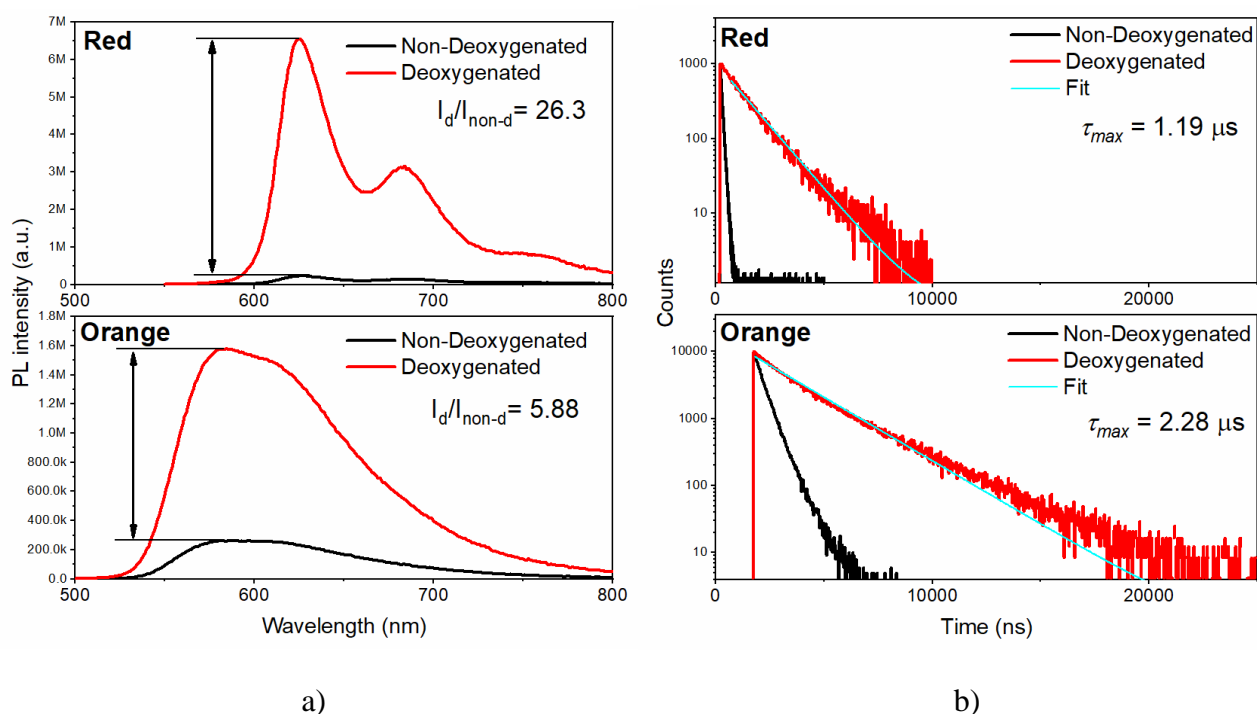 a)
b)
Red
Non-Deoxygenated
Deoxygenated
I_d/I_non-d= 26.3
7M
6M
5M
4M
3M
2M
1M
0
500
600
700
800
Orange
Non-Deoxygenated
Deoxygenated
I_d/I_non-d= 5.88
1.8M
1.6M
1.4M
1.2M
1.0M
800.0k
600.0k
400.0k
200.0k
0.0
500
600
700
800
PL intensity (a.u.)
Wavelength (nm)
Red
Non-Deoxygenated
Deoxygenated
Fit
τ_max = 1.19 μs
1000
100
10
0
10000
20000
Orange
Non-Deoxygenated
Deoxygenated
Fit
τ_max = 2.28 μs
10000
1000
100
10
0
10000
20000
Counts
Time (ns)
a)
b)